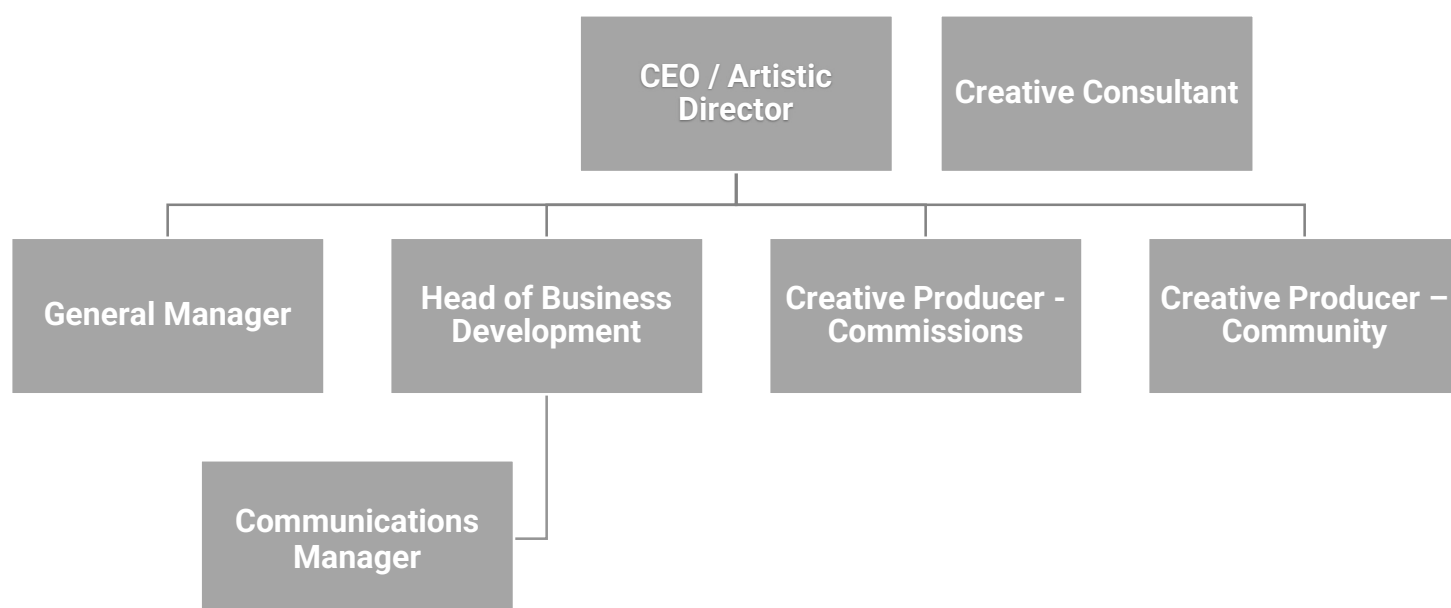 CEO / Artistic
Director
Creative Consultant
General Manager
Head of Business
Development
Creative Producer -
Commissions
Creative Producer –
Community
Communications
Manager